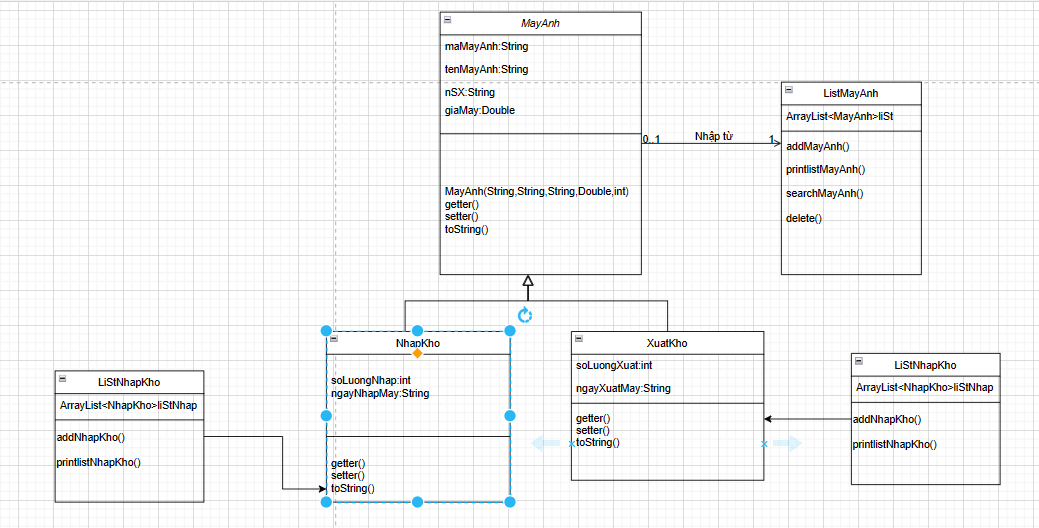 MayAnh
maMayAnh:String
tenMayAnh:String
nSX:String
giaMay:Double
MayAnh(String,String,String,Double,int)
getter()
setter()
toString()
0..1
Nhập từ
1
ListMayAnh
ArrayList<MayAnh>liSt
addMayAnh()
printlistMayAnh()
searchMayAnh()
delete()
LiStNhapKho
ArrayList<NhapKho>liStNhap
addNhapKho()
printlistNhapKho()
NhapKho
soLuongNhap:int
ngayNhapMay:String
getter()
setter()
toString()
XuatKho
soLuongXuat:int
ngayXuatMay:String
getter()
setter()
toString()
LiStNhapKho
ArrayList<NhapKho>liStNhap
addNhapKho()
printlistNhapKho()